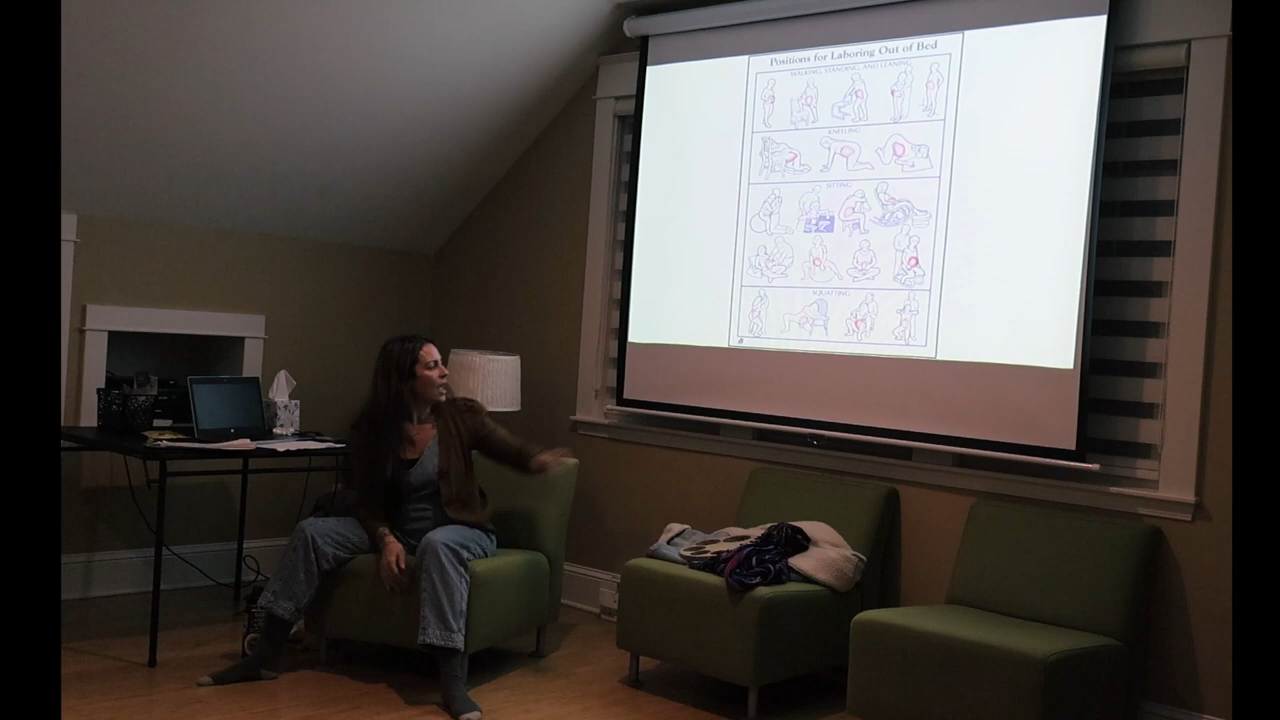 Positions for Laboring Out of Bed
WALKING, STANDING, AND LEANING
KNEELING
SITTING
SQUATTING